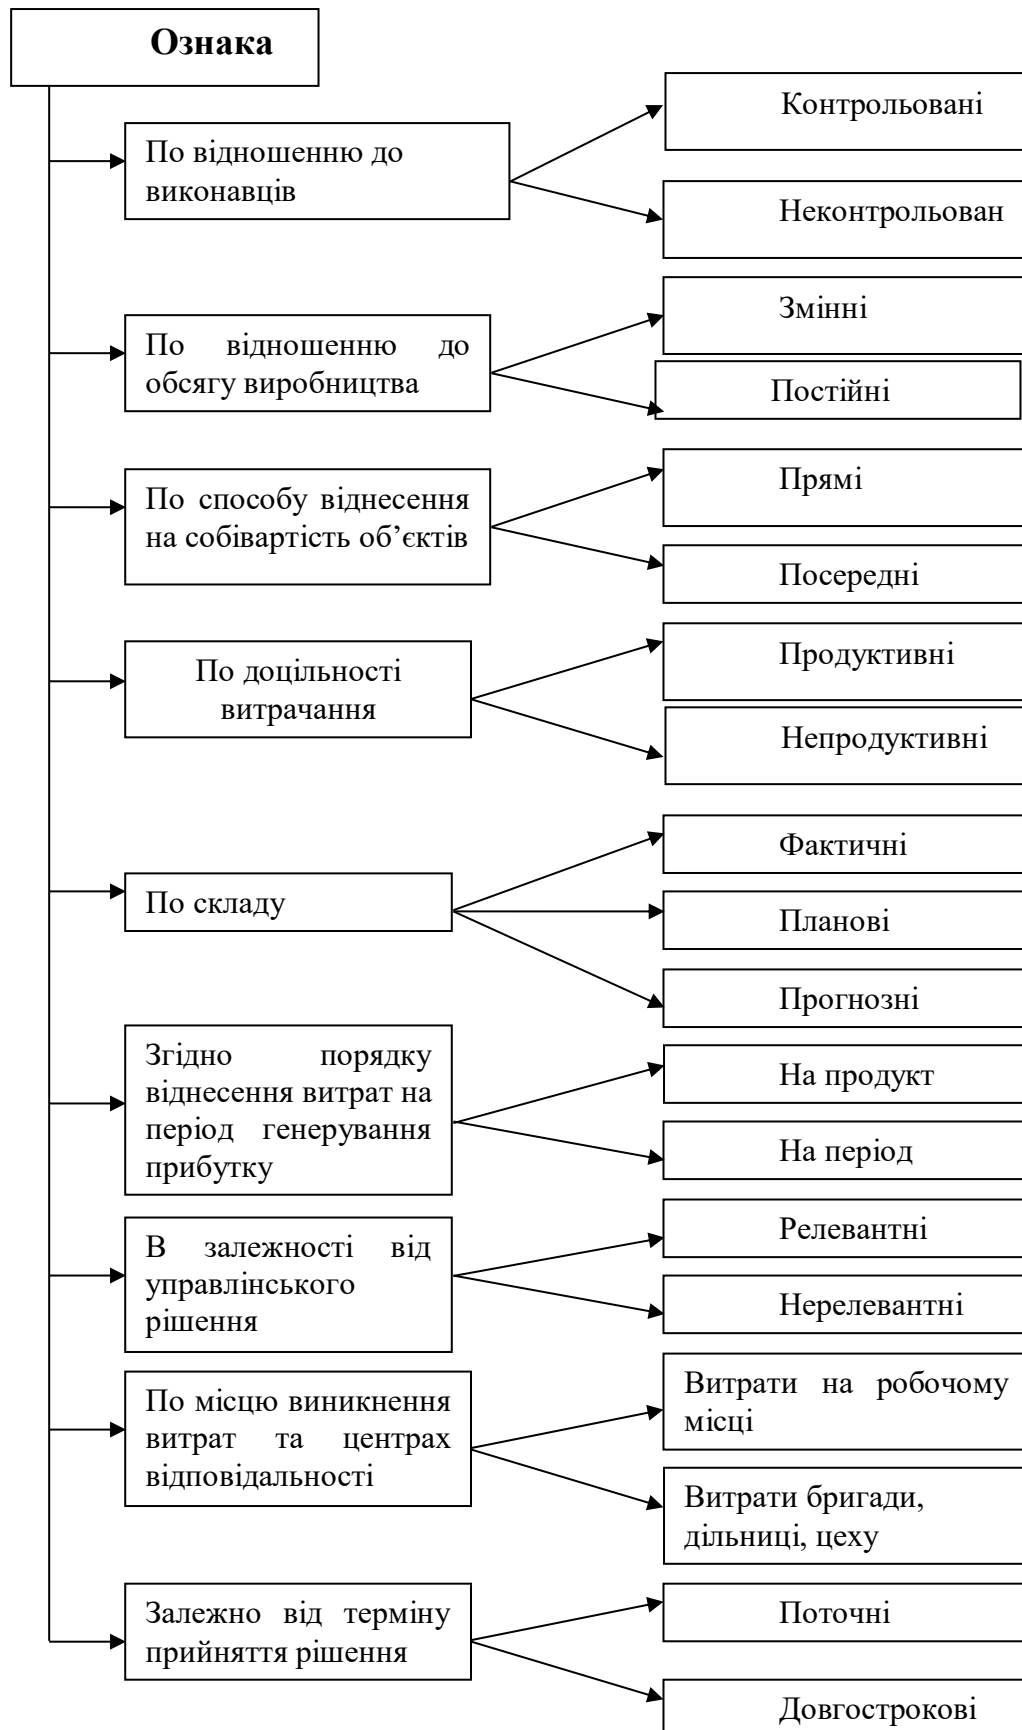 Ознака
По відношенню до
виконавців
Контрольовані
Неконтрольован
По відношенню до
обсягу виробництва
Змінні
Постійні
По способу віднесення
на собівартість об’єктів
Прямі
Посередні
По доцільності
витрачання
Продуктивні
Непродуктивні
По складу
Фактичні
Планові
Прогнозні
Згідно порядку
віднесення витрат на
період генерування
прибутку
На продукт
На період
В залежності від
управлінського
рішення
Релевантні
Нерелевантні
По місцю виникнення
витрат та центрах
відповідальності
Витрати на робочому
місці
Витрати бригади,
дільниці, цеху
Залежно від терміну
прийняття рішення
Поточні
Довгострокові